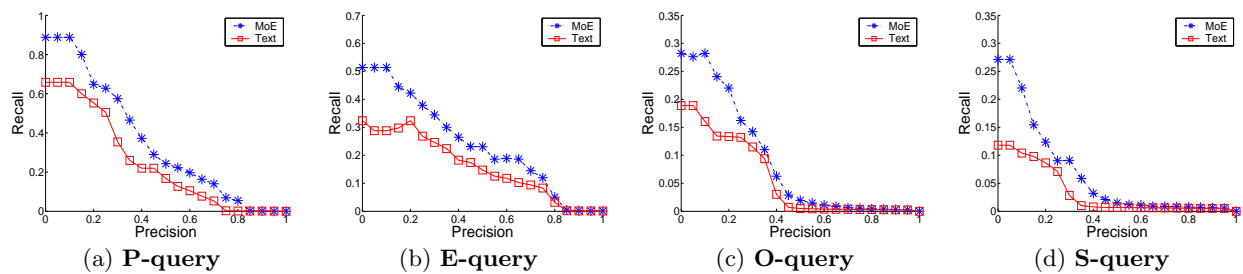 1
0.8
0.6
0.4
0.2
0
Recall
MoE
Text
0 0.2 0.4 0.6 0.8 1
Precision
(a) P-query
0.7
0.6
0.5
0.4
0.3
0.2
0.1
0
Recall
MoE
Text
0 0.2 0.4 0.6 0.8 1
Precision
(b) E-query
0.35
0.3
0.25
0.2
0.15
0.1
0.05
0
Recall
MoE
Text
0 0.2 0.4 0.6 0.8 1
Precision
(c) O-query
0.35
0.3
0.25
0.2
0.15
0.1
0.05
0
Recall
MoE
Text
0 0.2 0.4 0.6 0.8 1
Precision
(d) S-query